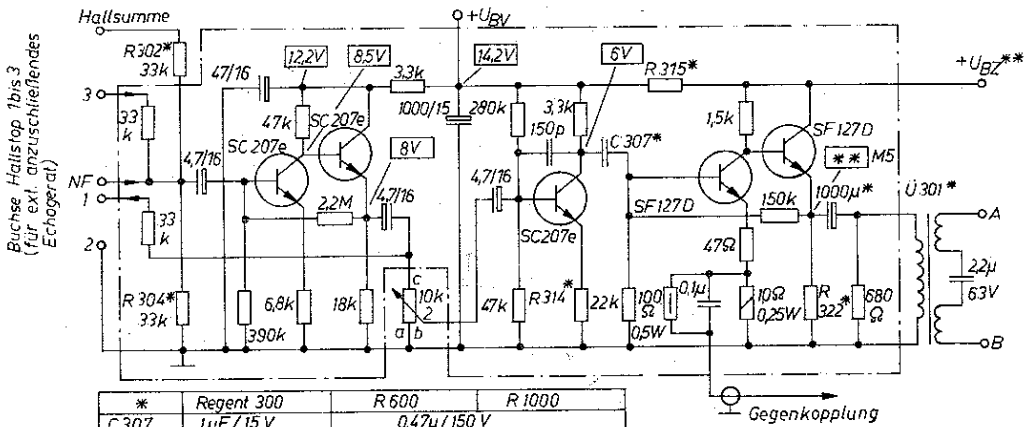 Hallsumme
Buchse Hallstop 1 bis 3
(für ext. anzuschließendes
Echogerät)
R302*
33k
3
33
k
NF
1
33
k
2
R304*
33k
4,7/16
47/16
12,2V
8,5V
3,3k
47k
SC207e
SC207e
8V
2,2M
4,7/16
390k
6,8k
18k
c
10k
2
a
b
+UBV
14,2V
1000/15
280k
150p
3,3k
6V
C307*
4,7/16
SC207e
47k
R314*
22k
R315*
+UBZ**
1,5k
SF127D
SF127D
** M5
150k
1000µ*
47Ω
100
Ω
0,5W
0,1µ
10Ω
0,25W
R
322*
680
Ω
Ü301*
A
2,2µ
63V
B
Gegenkopplung
* Regent 300 R600 R1000
C307 1µF/15V 0,47µ/150V